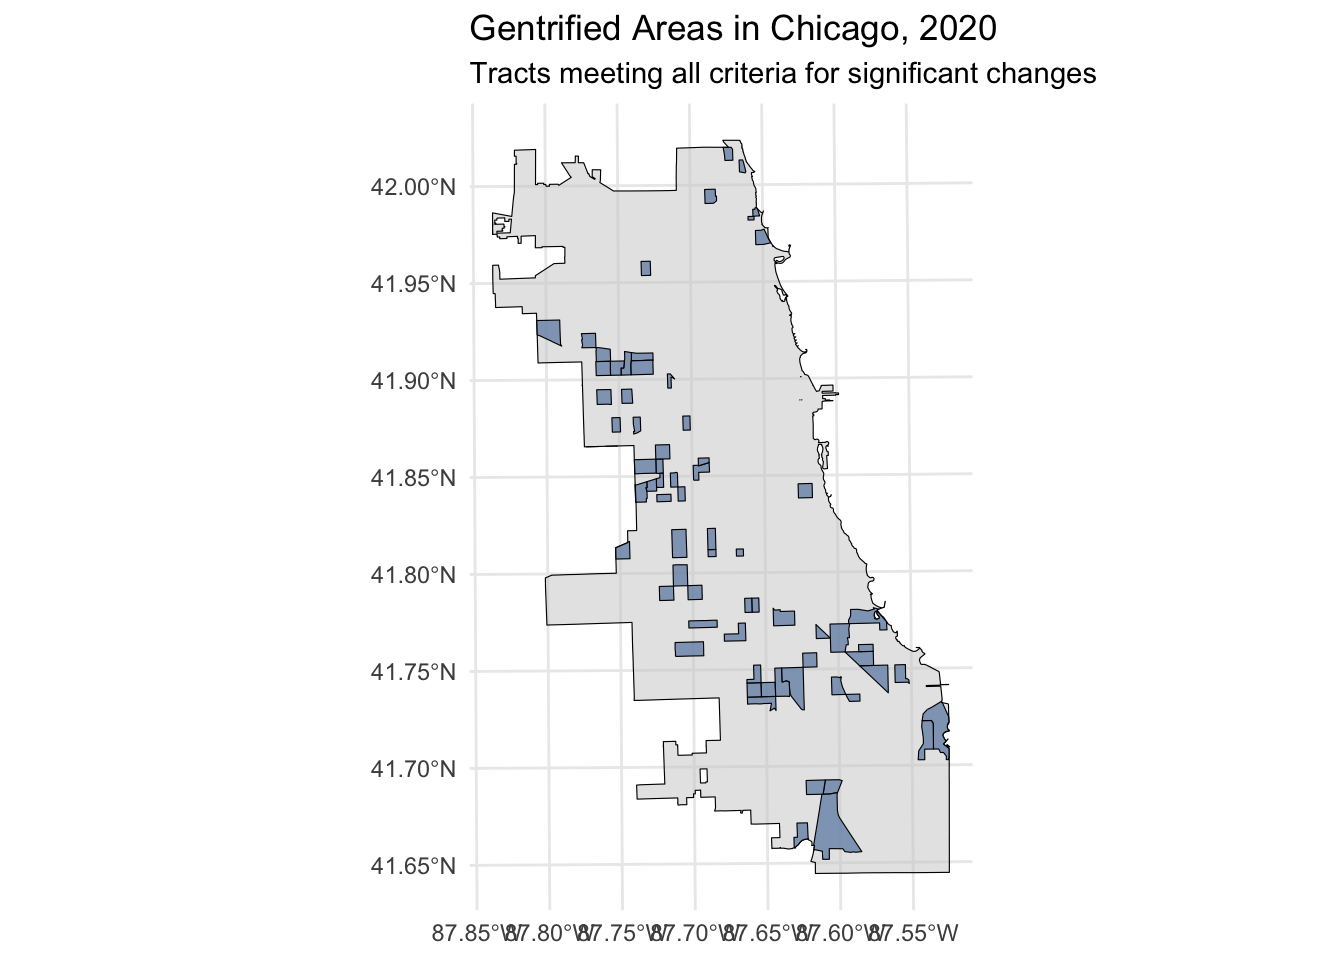 Gentrified Areas in Chicago, 2020
Tracts meeting all criteria for significant changes
42.00°N
41.95°N
41.90°N
41.85°N
41.80°N
41.75°N
41.70°N
41.65°N
87.85°W 87.80°W 87.75°W 87.70°W 87.65°W 87.60°W 87.55°W